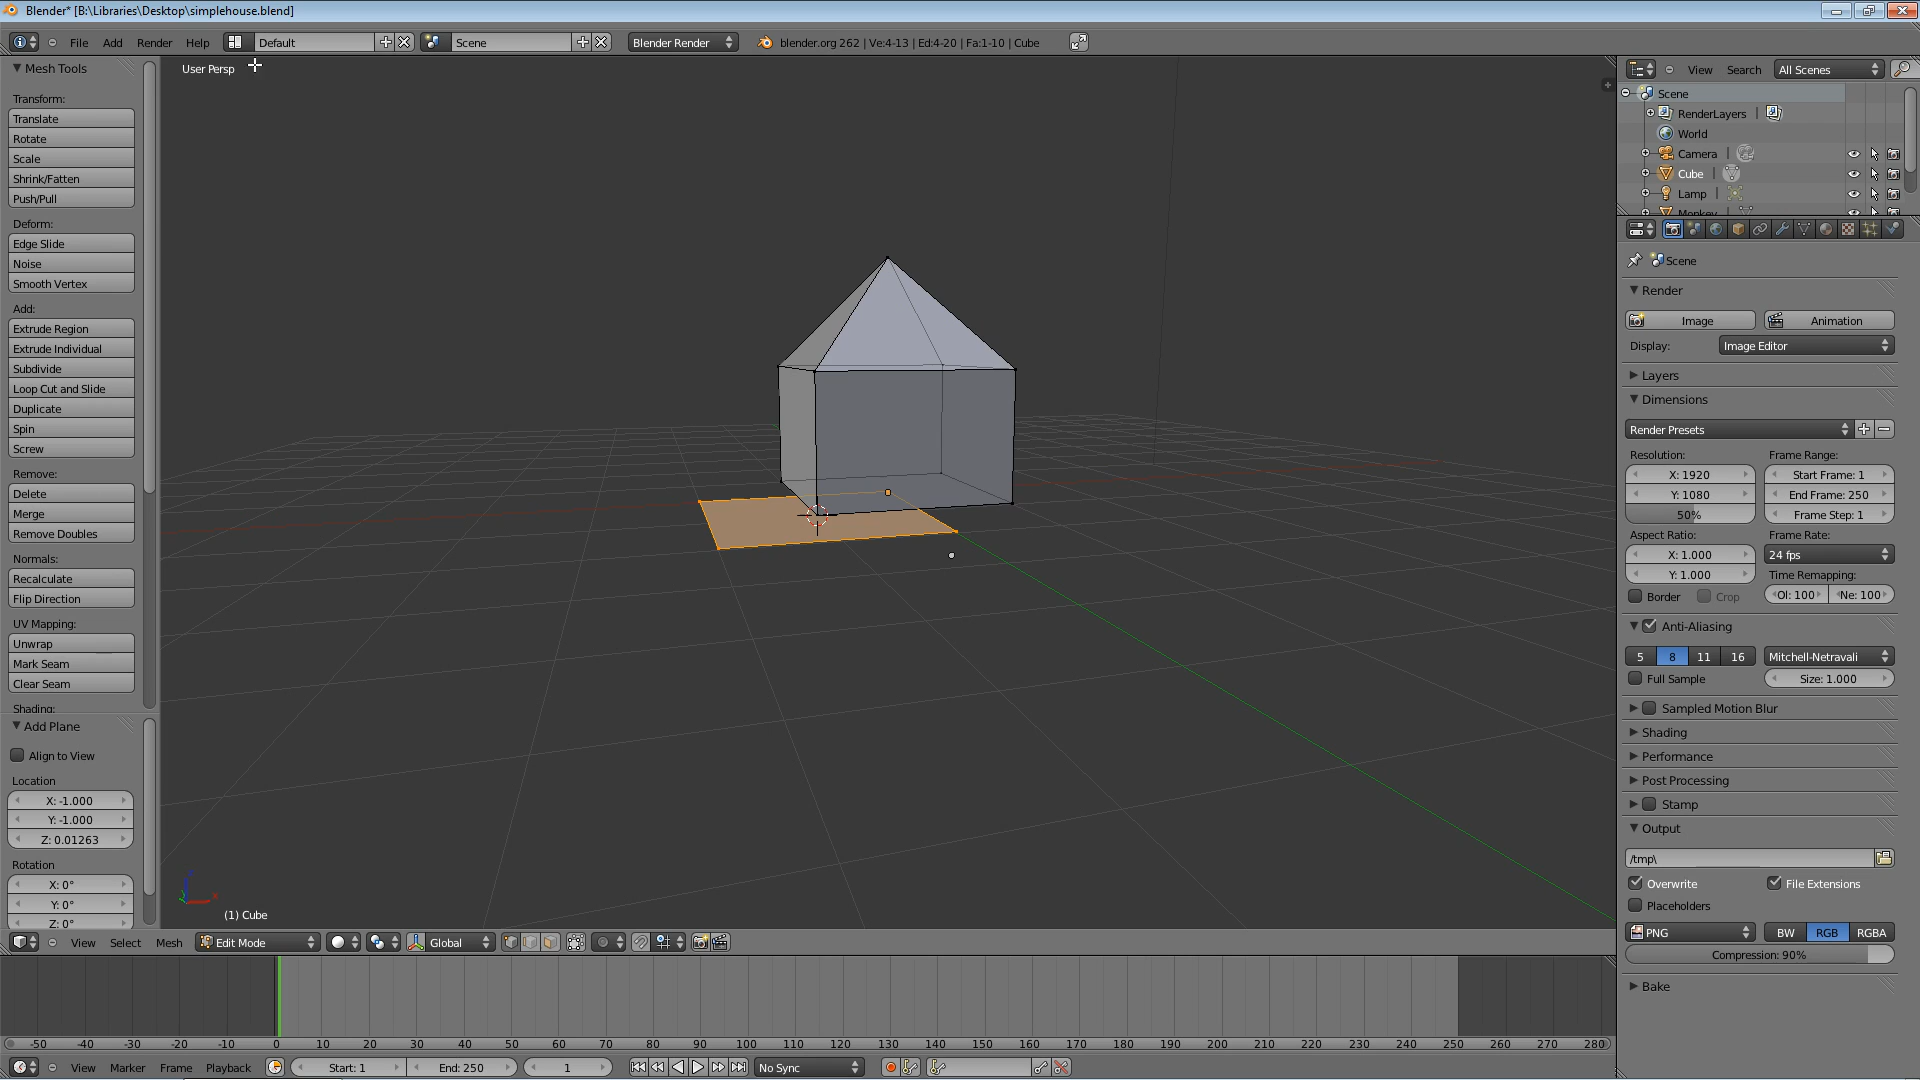 Blender* [B:\Libraries\Desktop\simplehouse.blend]
File Add Render Help Default Scene Blender Render blender.org 262 | Ve:4-13 | Ed:4-20 | Fa:1-10 | Cube
Mesh Tools
Transform:
Translate
Rotate
Scale
Shrink/Fatten
Push/Pull
Deform:
Edge Slide
Noise
Smooth Vertex
Add:
Extrude Region
Extrude Individual
Subdivide
Loop Cut and Slide
Duplicate
Spin
Screw
Remove:
Delete
Merge
Remove Doubles
Normals:
Recalculate
Flip Direction
UV Mapping:
Unwrap
Mark Seam
Clear Seam
Shading:
Add Plane
Align to View
Location
X: -1.000
Y: -1.000
Z: 0.01263
Rotation
X: 0°
Y: 0°
Z: 0°
User Persp
(1) Cube
View Select Mesh Edit Mode Global
-50 -40 -30 -20 -10 0 10 20 30 40 50 60 70 80 90 100 110 120 130 140 150 160 170 180 190 200 210 220 230 240 250 260 270 280
View Marker Frame Playback Start: 1 End: 250 1 No Sync
View Search All Scenes
Scene
RenderLayers |
World
Camera |
Cube |
Lamp |
Monkey |
Scene
Render
Image Animation
Display: Image Editor
Layers
Dimensions
Render Presets
Resolution: Frame Range:
X: 1920 Start Frame: 1
Y: 1080 End Frame: 250
50% Frame Step: 1
Aspect Ratio: Frame Rate:
X: 1.000 24 fps
Y: 1.000 Time Remapping:
Border Crop Ol: 100 Ne: 100
Anti-Aliasing
5 8 11 16 Mitchell-Netravali
Full Sample Size: 1.000
Sampled Motion Blur
Shading
Performance
Post Processing
Stamp
Output
/tmp\
Overwrite File Extensions
Placeholders
PNG BW RGB RGBA
Compression: 90%
Bake